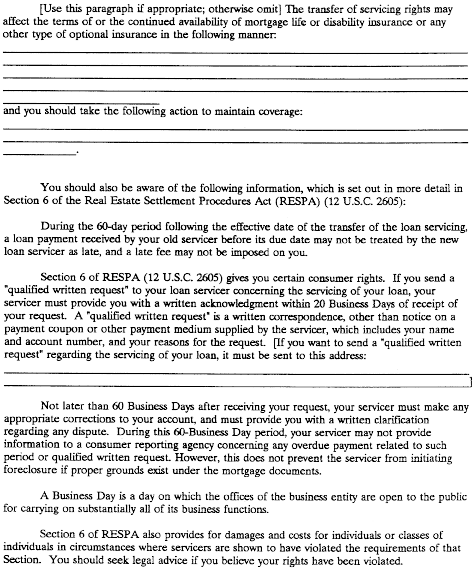 [Use this paragraph if appropriate; otherwise omit] The transfer of servicing rights may
affect the terms of or the continued availability of mortgage life or disability insurance or any
other type of optional insurance in the following manner:
and you should take the following action to maintain coverage:
.
You should also be aware of the following information, which is set out in more detail in
Section 6 of the Real Estate Settlement Procedures Act (RESPA) (12 U.S.C. 2605):
During the 60-day period following the effective date of the transfer of the loan servicing,
a loan payment received by your old servicer before its due date may not be treated by the new
loan servicer as late, and a late fee may not be imposed on you.
Section 6 of RESPA (12 U.S.C. 2605) gives you certain consumer rights. If you send a
"qualified written request" to your loan servicer concerning the servicing of your loan, your
servicer must provide you with a written acknowledgment within 20 Business Days of receipt of
your request. A "qualified written request" is a written correspondence, other than notice on a
payment coupon or other payment medium supplied by the servicer, which includes your name
and account number, and your reasons for the request. [If you want to send a "qualified written
request" regarding the servicing of your loan, it must be sent to this address:
]
Not later than 60 Business Days after receiving your request, your servicer must make any
appropriate corrections to your account, and must provide you with a written clarification
regarding any dispute. During this 60-Business Day period, your servicer may not provide
information to a consumer reporting agency concerning any overdue payment related to such
period or qualified written request. However, this does not prevent the servicer from initiating
foreclosure if proper grounds exist under the mortgage documents.
A Business Day is a day on which the offices of the business entity are open to the public
for carrying on substantially all of its business functions.
Section 6 of RESPA also provides for damages and costs for individuals or classes of
individuals in circumstances where servicers are shown to have violated the requirements of that
Section. You should seek legal advice if you believe your rights have been violated.